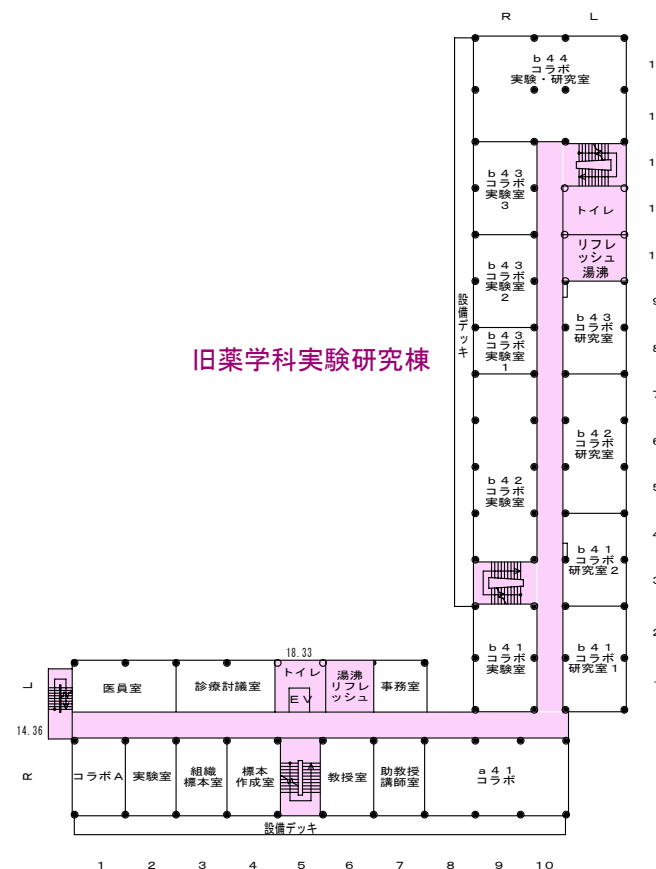 R L
b44
コラボ
実験・研究室
b43
コラボ
実験室
3
トイレ
リフレ
ッシュ
湯沸
b43
コラボ
実験室
2
b43
コラボ
研究室
設備デッキ
b43
コラボ
実験室
1
旧薬学科実験研究棟
b42
コラボ
研究室
b42
コラボ
実験室
b41
コラボ
研究室2
b41
コラボ
実験室
b41
コラボ
研究室1
9
8
6
3
2
18.33
L
医員室
診療討議室
トイレ
EV
湯沸
リフレ
ッシュ
事務室
14.36
R
コラボA
実験室
組織
標本室
標本
作成室
教授室
助教授
講師室
a41
コラボ
設備デッキ
1 2 3 4 5 6 7 8 9 10